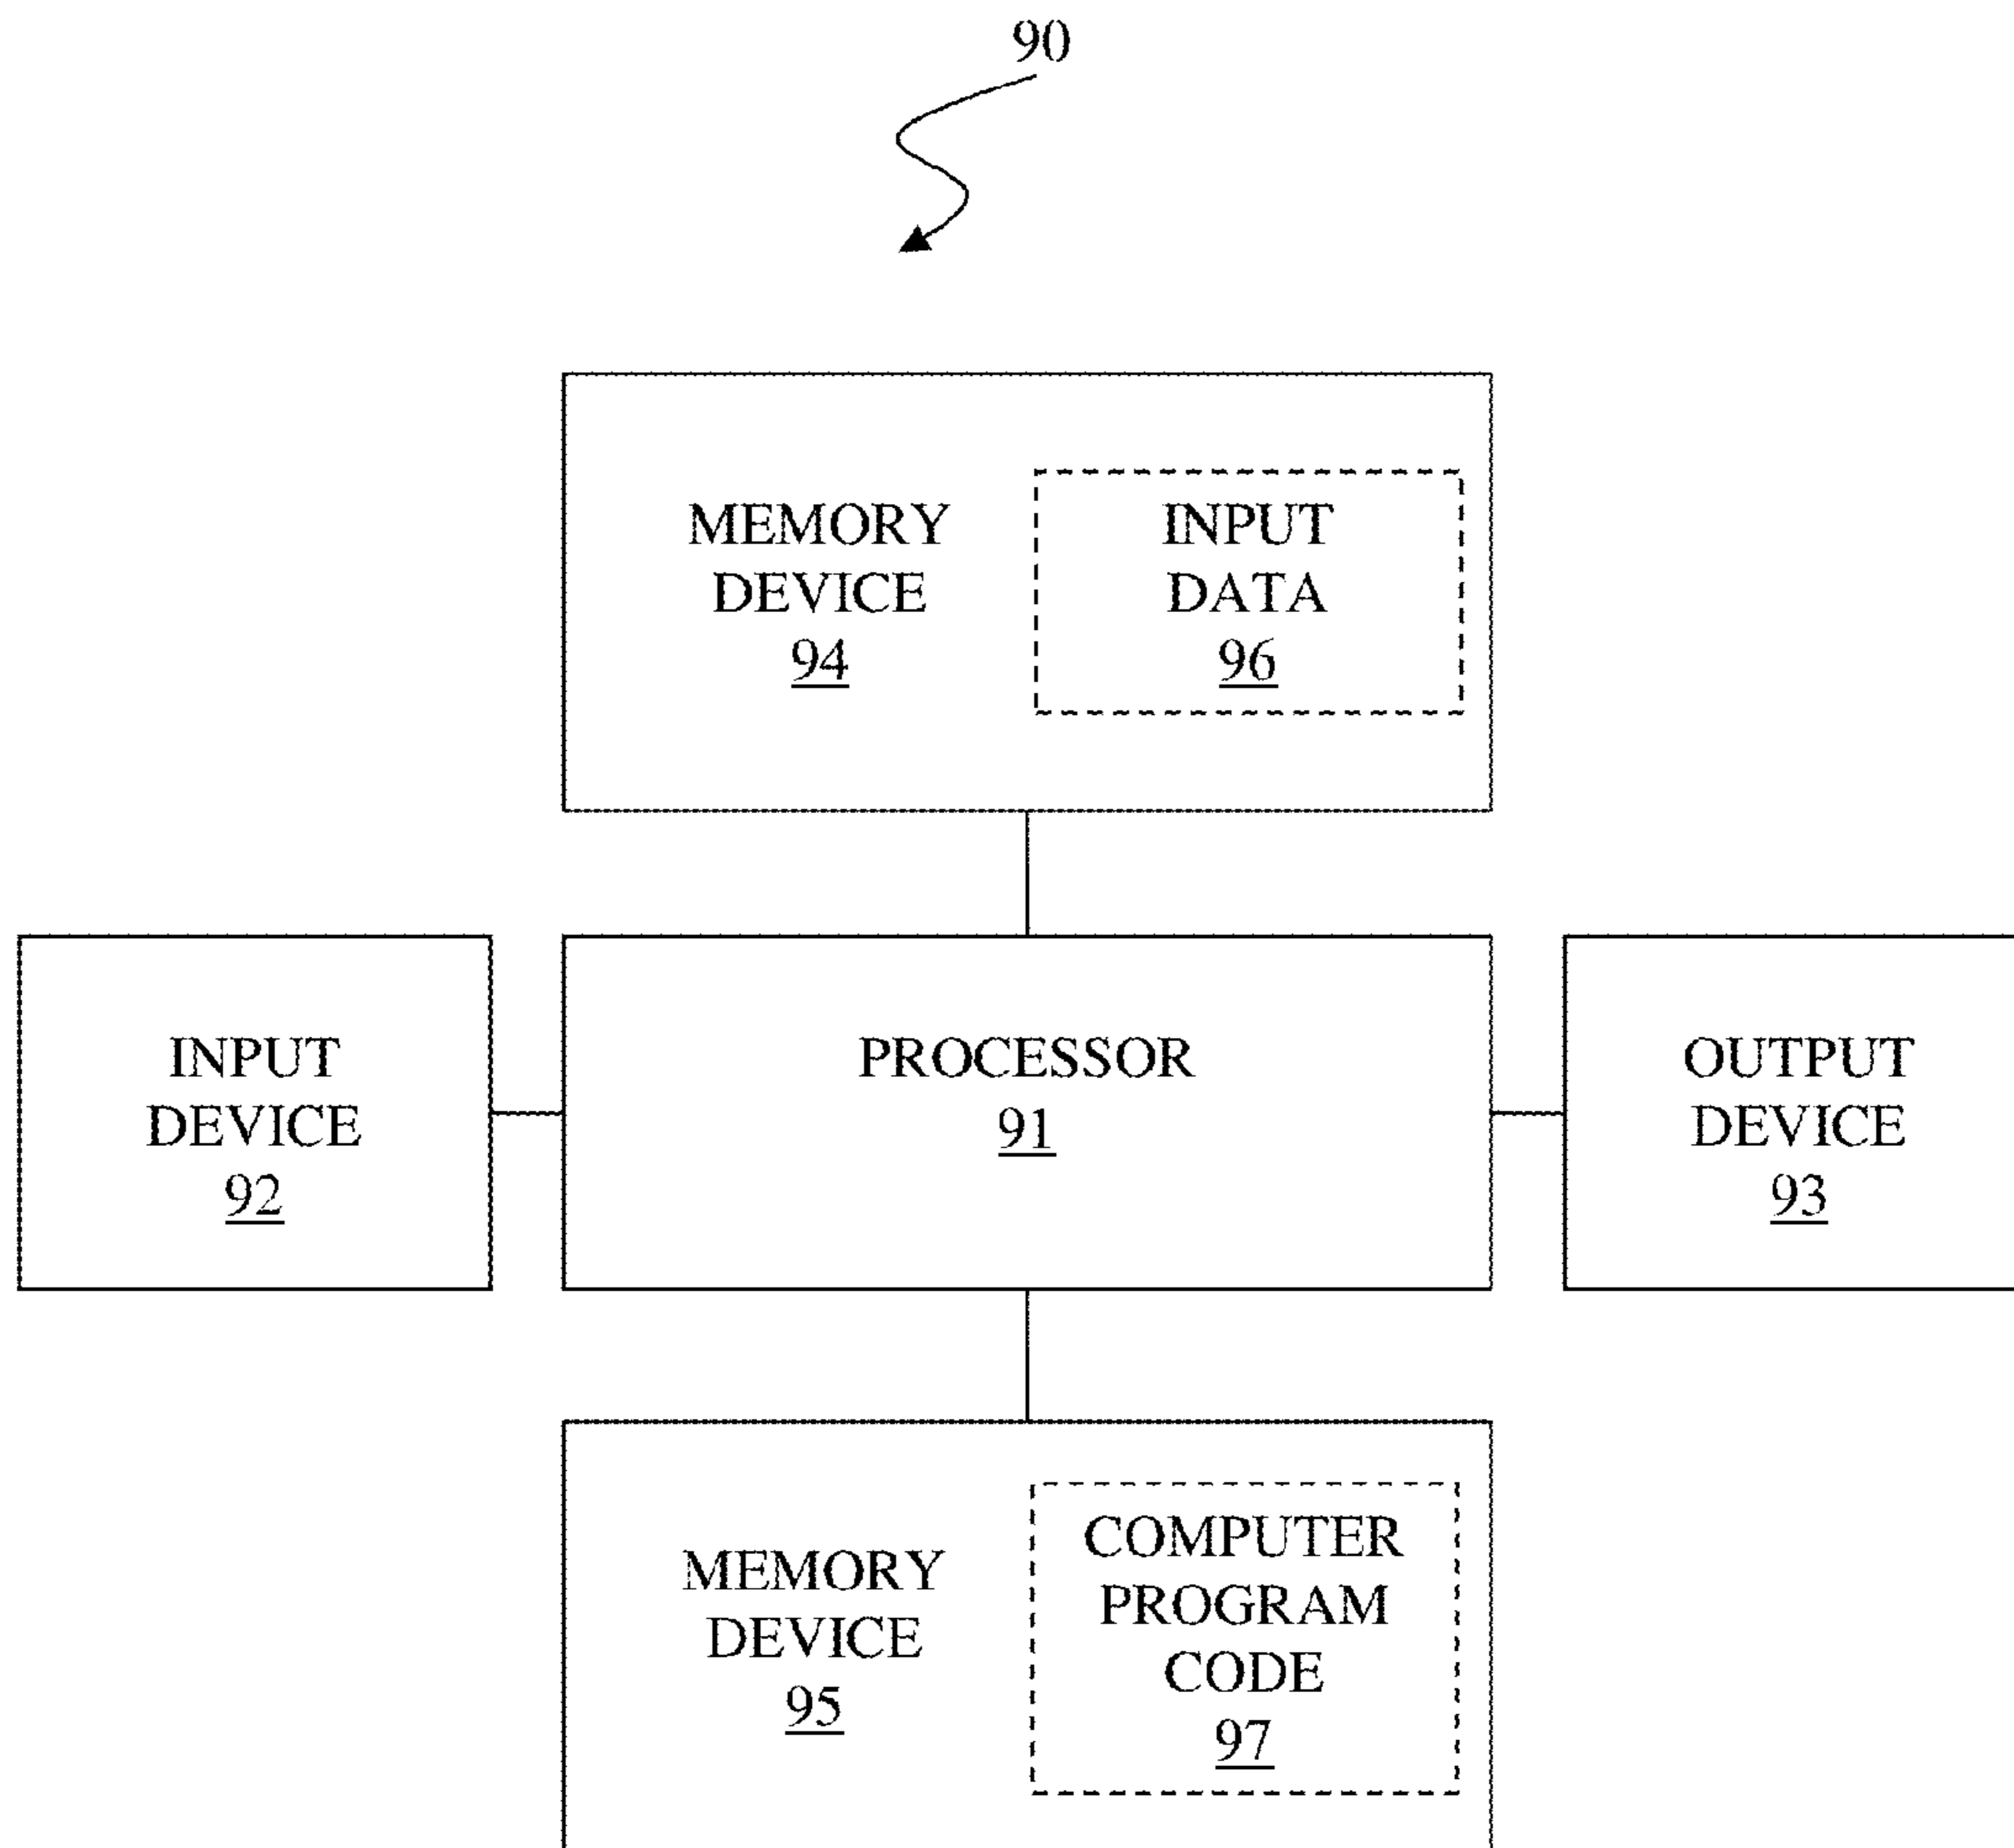 90
MEMORY
DEVICE
94
INPUT
DATA
96
INPUT
DEVICE
92
PROCESSOR
91
OUTPUT
DEVICE
93
MEMORY
DEVICE
95
COMPUTER
PROGRAM
CODE
97